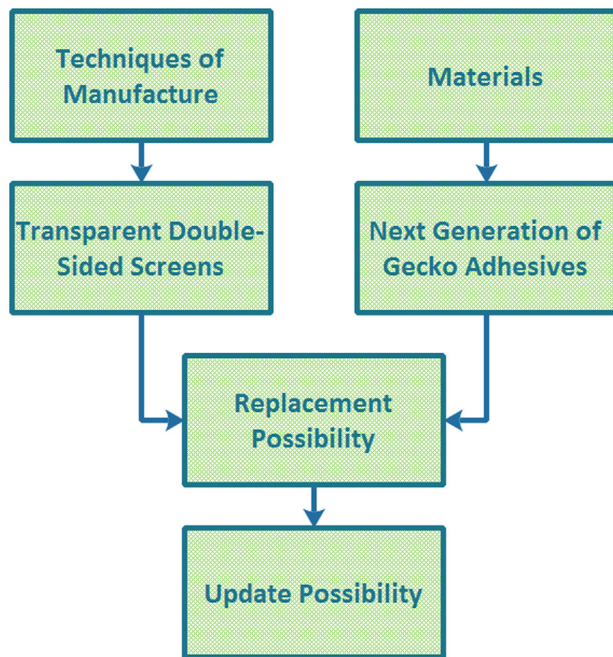 Techniques of
Manufacture
Materials
Transparent Double-
Sided Screens
Next Generation of
Gecko Adhesives
Replacement
Possibility
Update Possibility